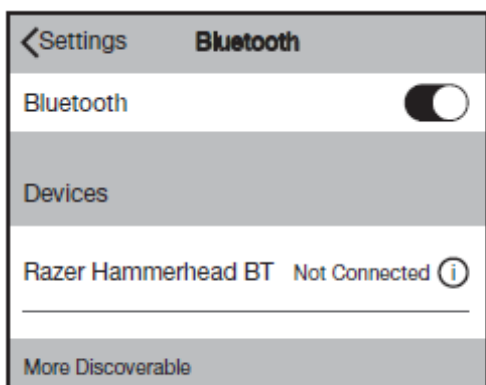 Settings Bluetooth
Bluetooth
Devices
Razer Hammerhead BT Not Connected i
More Discoverable